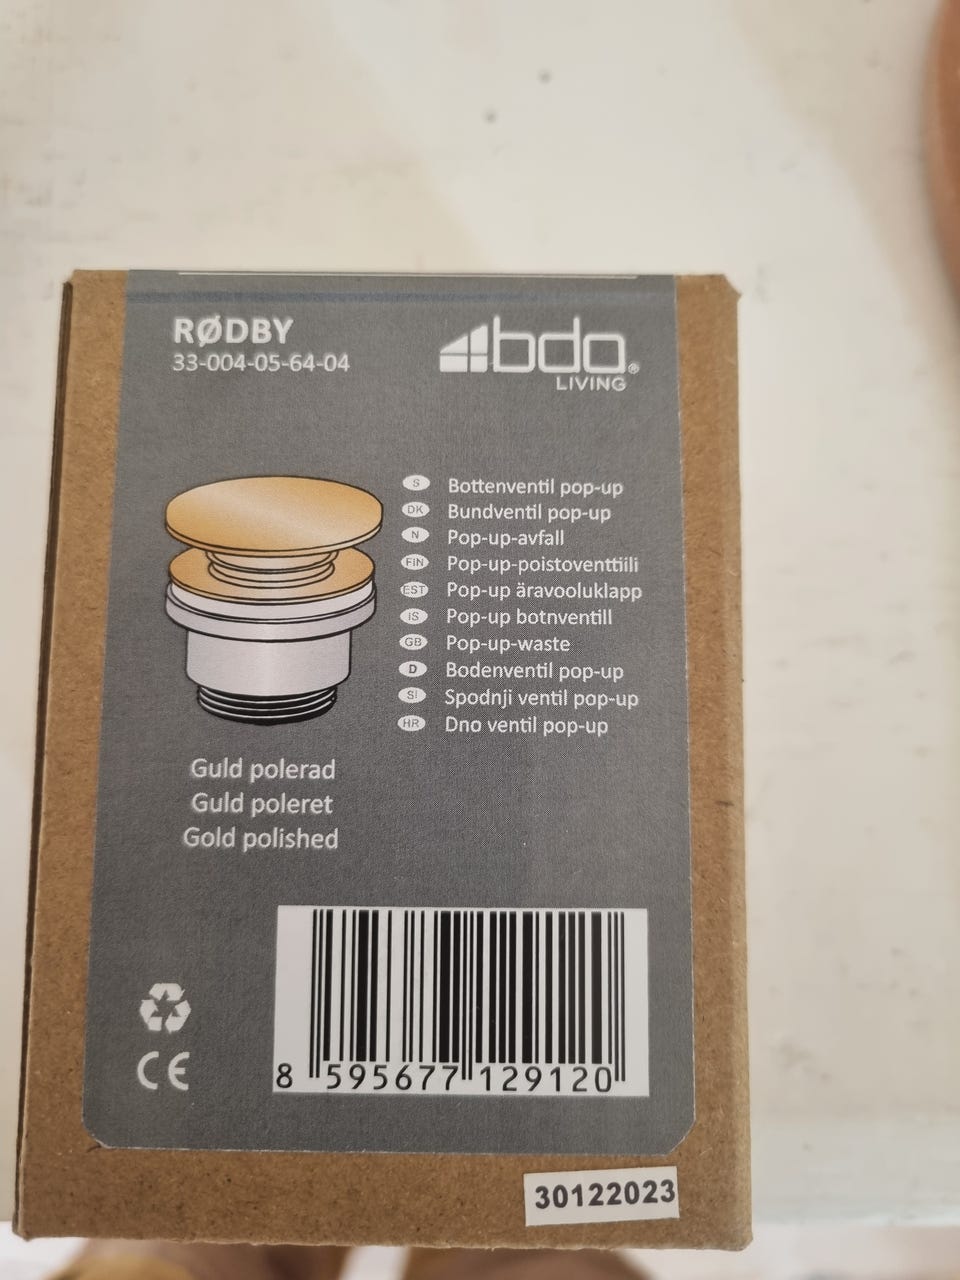 RØDBY
33-004-05-64-04
bda®
LIVING
S Bottenventil pop-up
DK Bundventil pop-up
N Pop-up-avfall
FIN Pop-up-poistoventtiili
EST Pop-up äravooluklapp
IS Pop-up botnventill
GB Pop-up-waste
D Bodenventil pop-up
SI Spodnji ventil pop-up
HR Dno ventil pop-up
Guld polerad
Guld poleret
Gold polished
CE
8 595677 129120
30122023